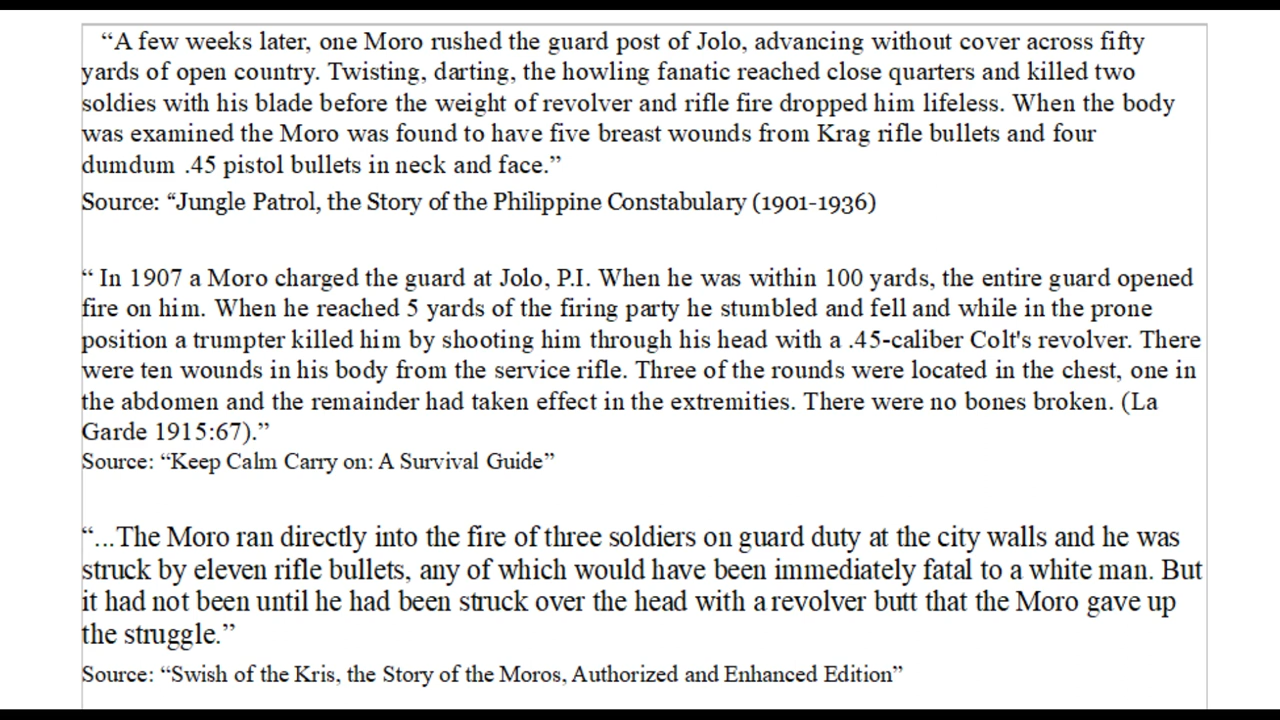 “A few weeks later, one Moro rushed the guard post of Jolo, advancing without cover across fifty
yards of open country. Twisting, darting, the howling fanatic reached close quarters and killed two
soldies with his blade before the weight of revolver and rifle fire dropped him lifeless. When the body
was examined the Moro was found to have five breast wounds from Krag rifle bullets and four
dumdum .45 pistol bullets in neck and face.”
Source: “Jungle Patrol, the Story of the Philippine Constabulary (1901-1936)
“ In 1907 a Moro charged the guard at Jolo, P.I. When he was within 100 yards, the entire guard opened
fire on him. When he reached 5 yards of the firing party he stumbled and fell and while in the prone
position a trumpter killed him by shooting him through his head with a .45-caliber Colt's revolver. There
were ten wounds in his body from the service rifle. Three of the rounds were located in the chest, one in
the abdomen and the remainder had taken effect in the extremities. There were no bones broken. (La
Garde 1915:67).”
Source: “Keep Calm Carry on: A Survival Guide”
“...The Moro ran directly into the fire of three soldiers on guard duty at the city walls and he was
struck by eleven rifle bullets, any of which would have been immediately fatal to a white man. But
it had not been until he had been struck over the head with a revolver butt that the Moro gave up
the struggle.”
Source: “Swish of the Kris, the Story of the Moros, Authorized and Enhanced Edition”